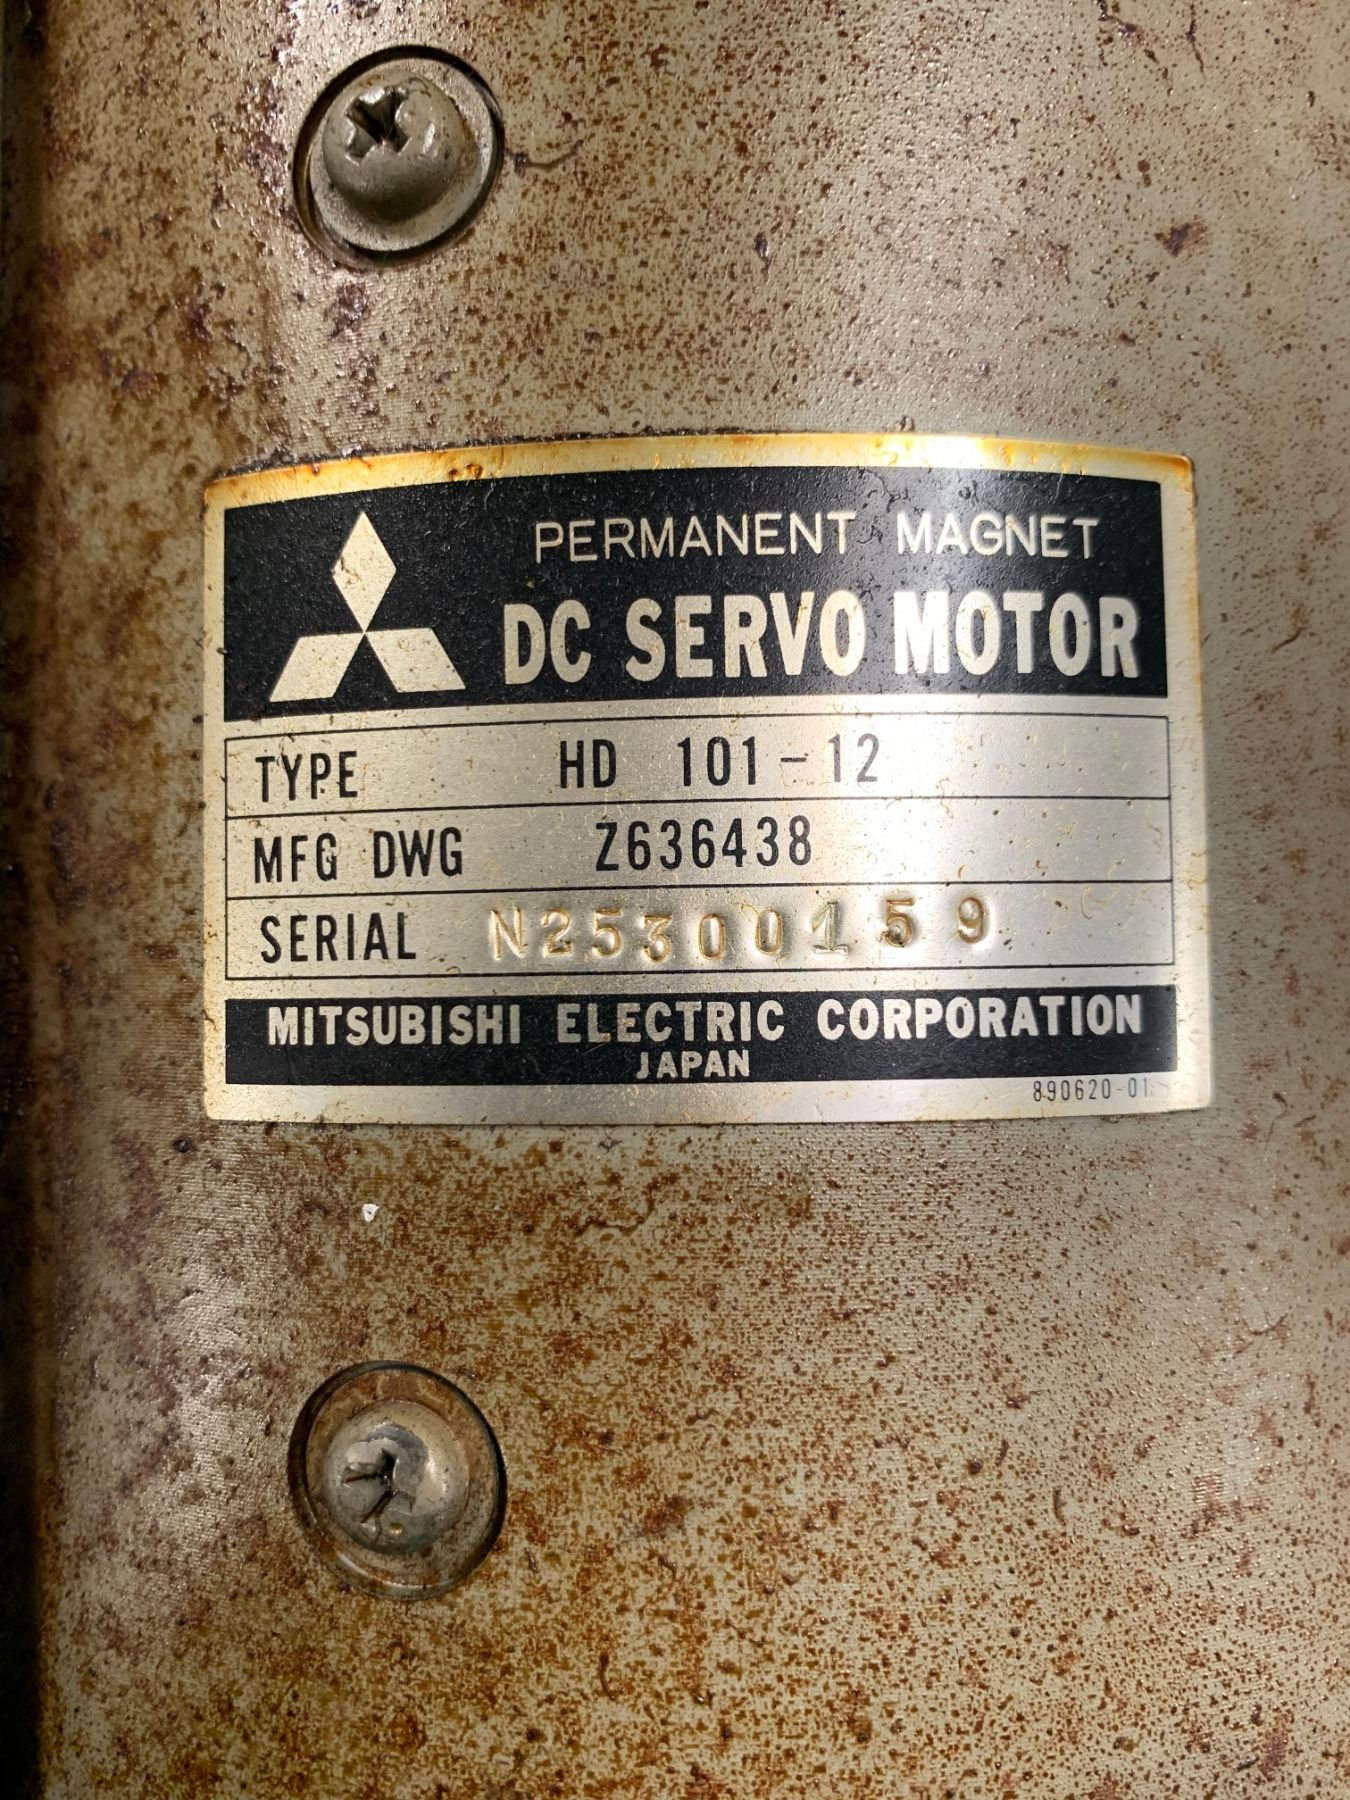 PERMANENT MAGNET
DC SERVO MOTOR
TYPE HD 101-12
MFG DWG Z636438
SERIAL N25300159
MITSUBISHI ELECTRIC CORPORATION
JAPAN
890620-01